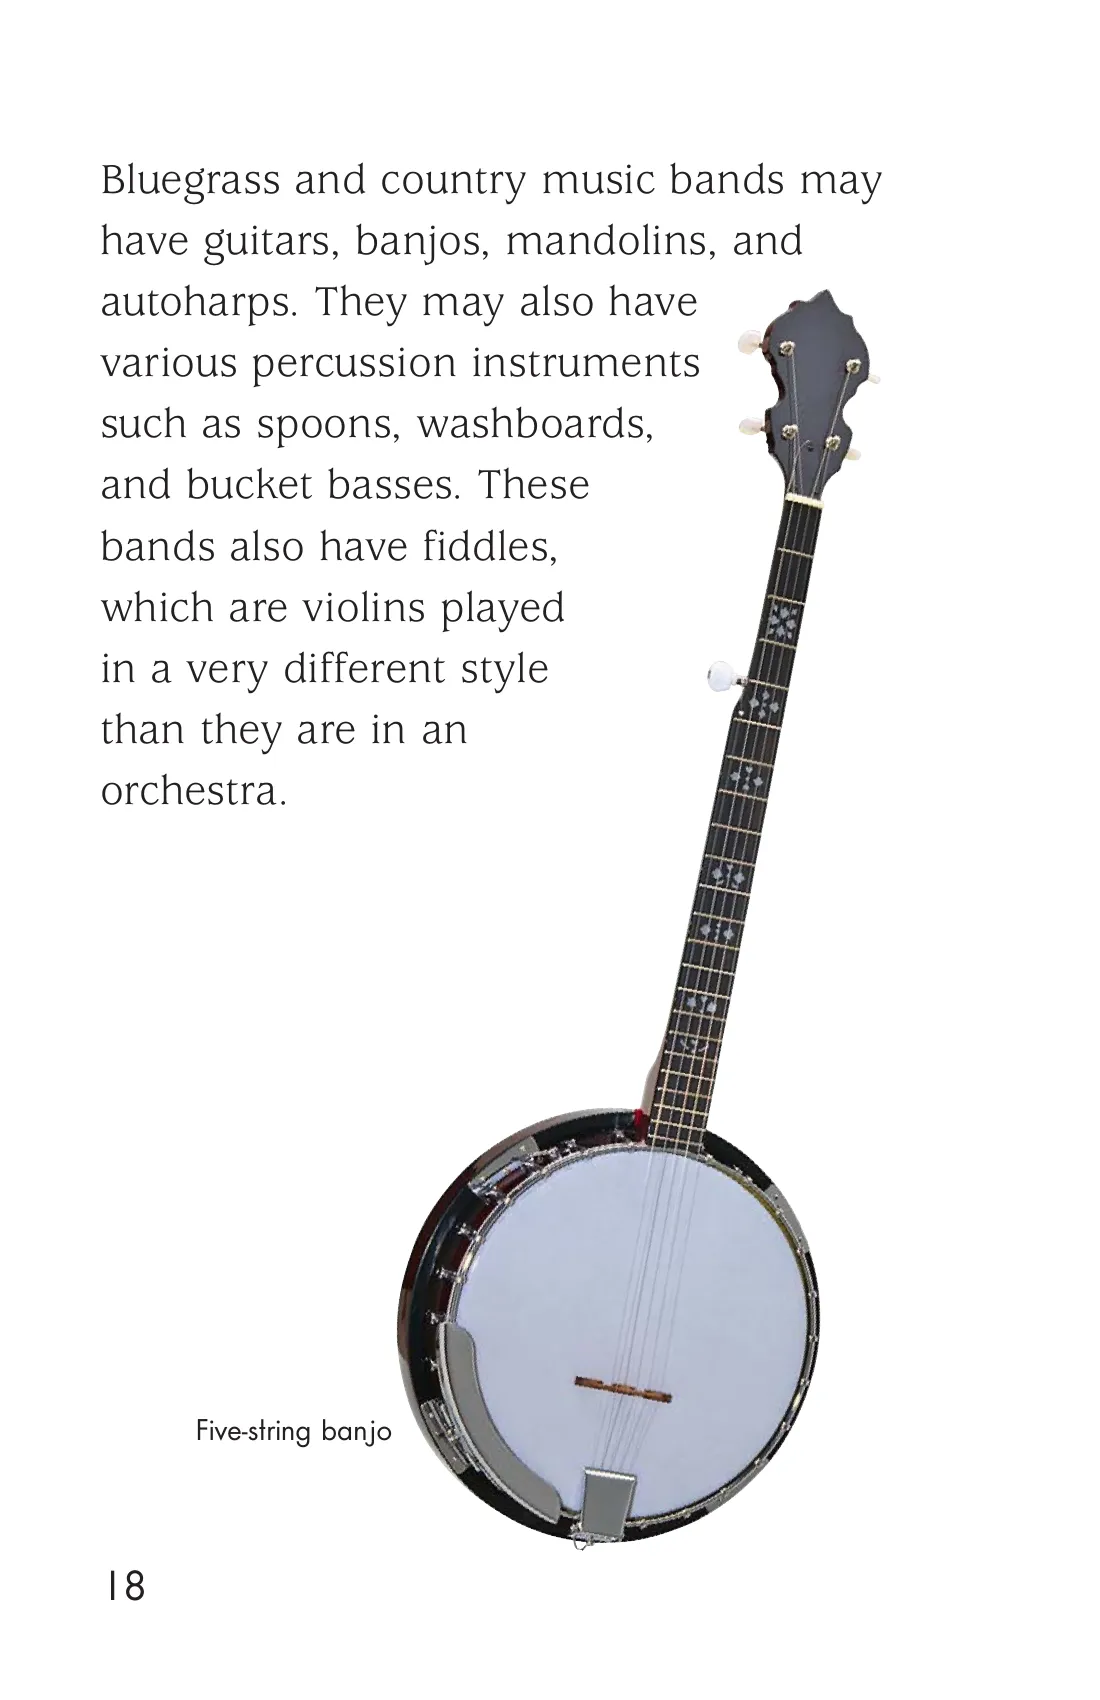 Bluegrass and country music bands may
have guitars, banjos, mandolins, and
autoharps. They may also have
various percussion instruments
such as spoons, washboards,
and bucket basses. These
bands also have fiddles,
which are violins played
in a very different style
than they are in an
orchestra.
Five-string banjo
18